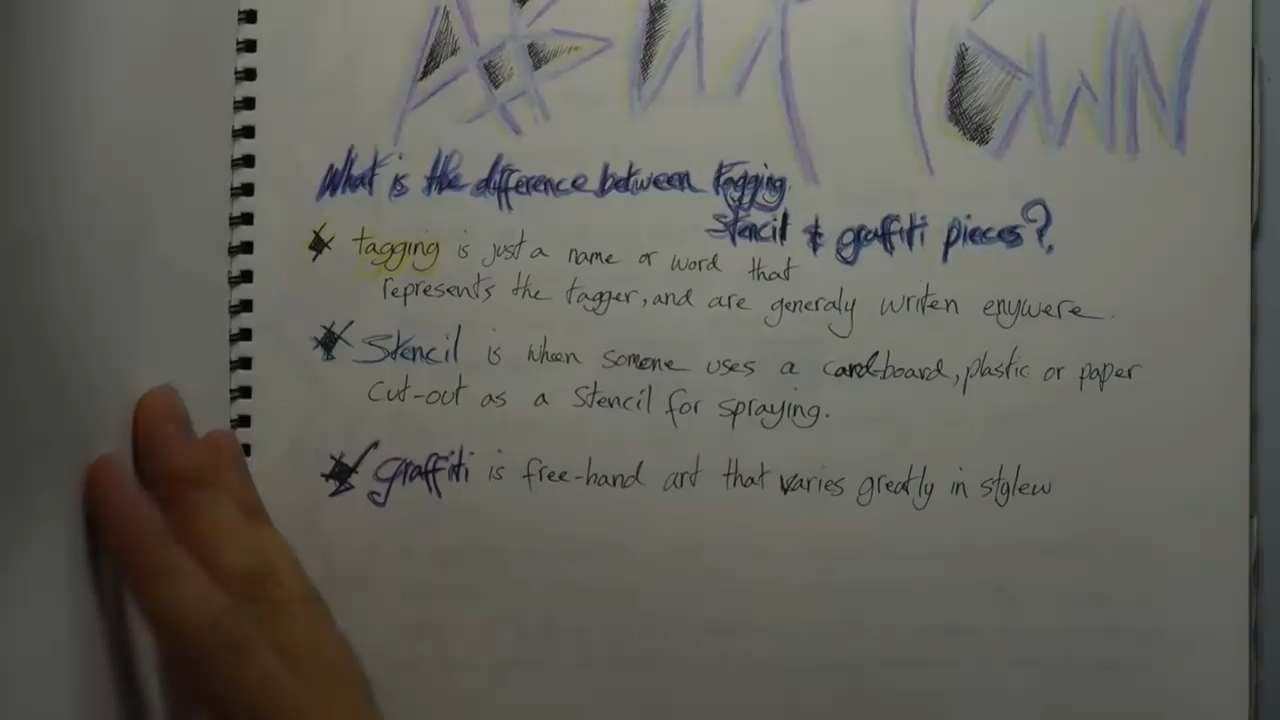 What is the difference between tagging
stencil & graffiti pieces?
tagging is just a name or word that
represents the tagger, and are generaly writen enywere.
Stencil is when somone uses a cardboard, plastic or paper
cut-out as a stencil for spraying.
graffiti is free-hand art that varies greatly in stylew